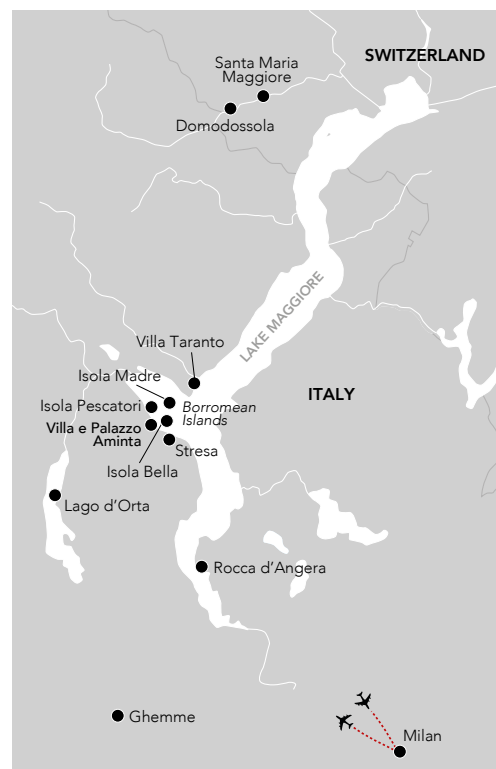 SWITZERLAND
Santa Maria
Maggiore
Domodossola
LAKE MAGGIORE
Villa Taranto
Isola Madre
ITALY
Isola Pescatori
Borromean
Islands
Villa e Palazzo
Aminta
Stresa
Isola Bella
Lago d’Orta
Rocca d’Angera
Ghemme
Milan